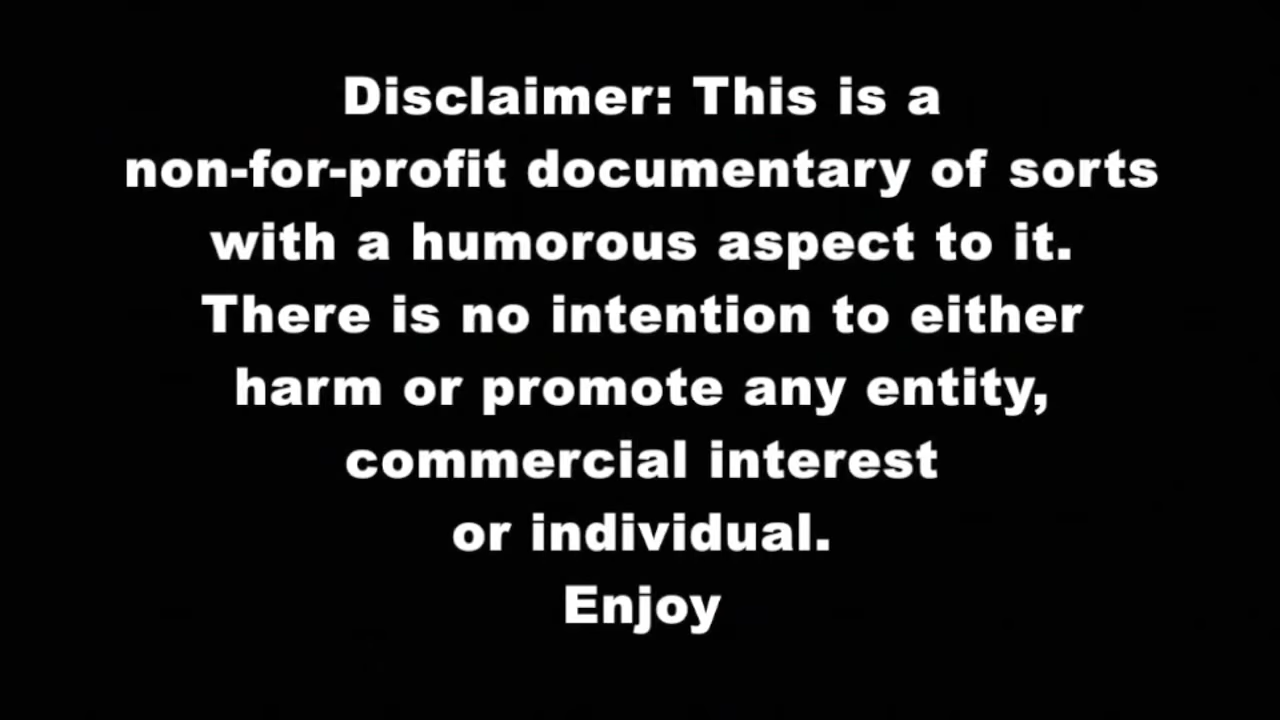 Disclaimer: This is a
non-for-profit documentary of sorts
with a humorous aspect to it.
There is no intention to either
harm or promote any entity,
commercial interest
or individual.
Enjoy